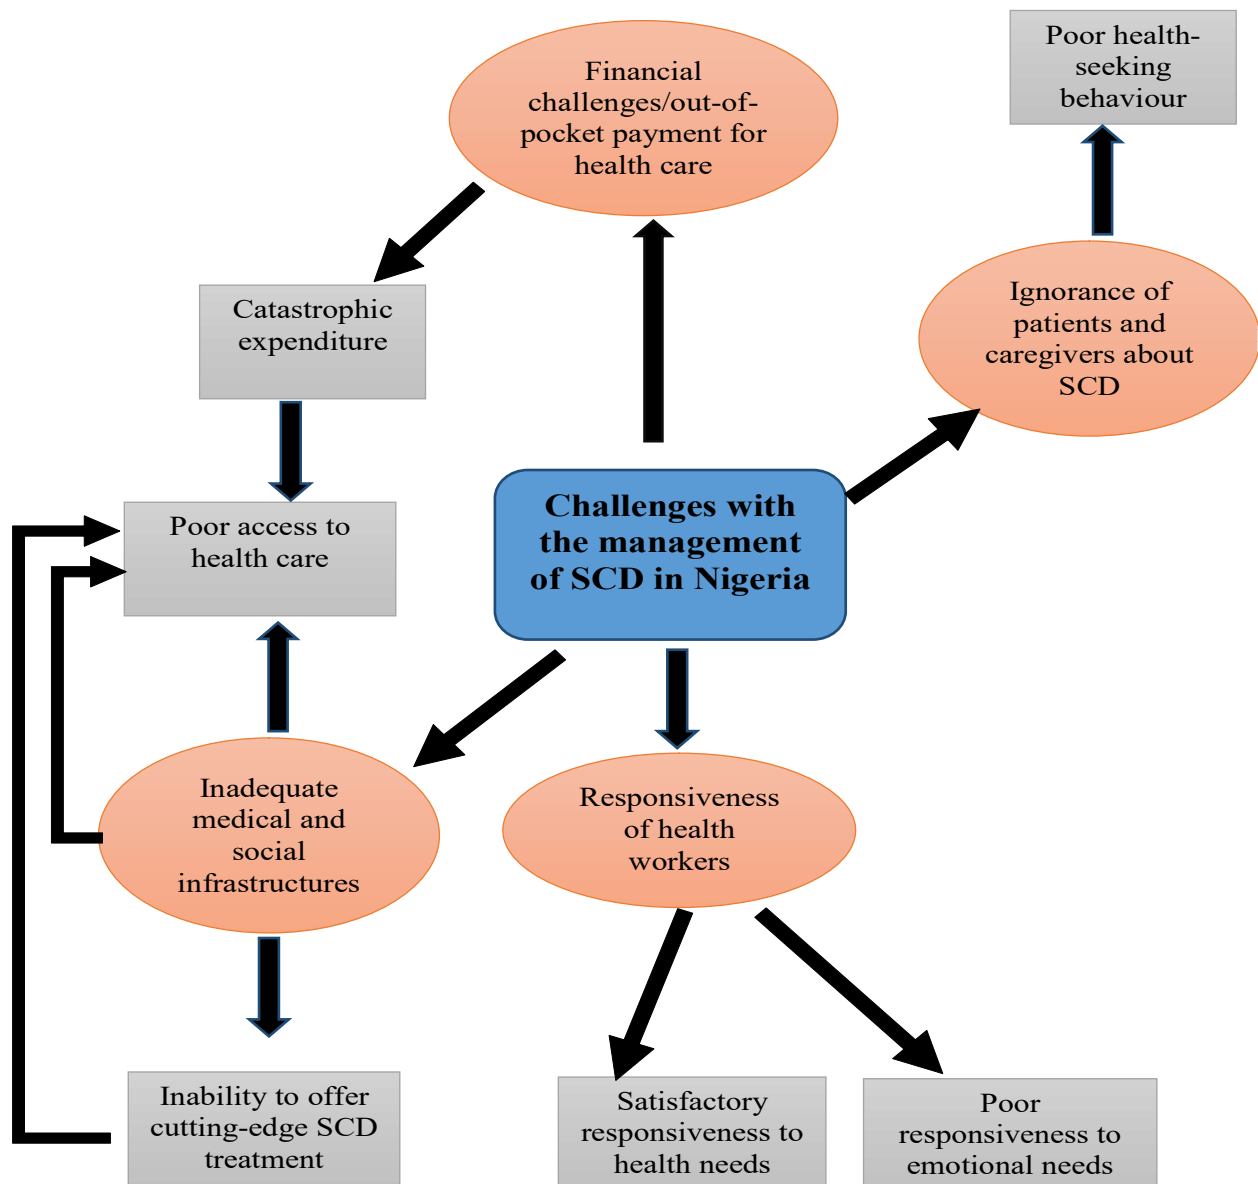 Financial
challenges/out-of-
pocket payment for
health care
Poor health-
seeking
behaviour
Catastrophic
expenditure
Ignorance of
patients and
caregivers about
SCD
Poor access to
health care
Challenges with
the management
of SCD in Nigeria
Inadequate
medical and
social
infrastructures
Responsiveness
of health
workers
Inability to offer
cutting-edge SCD
treatment
Satisfactory
responsiveness to
health needs
Poor
responsiveness to
emotional needs